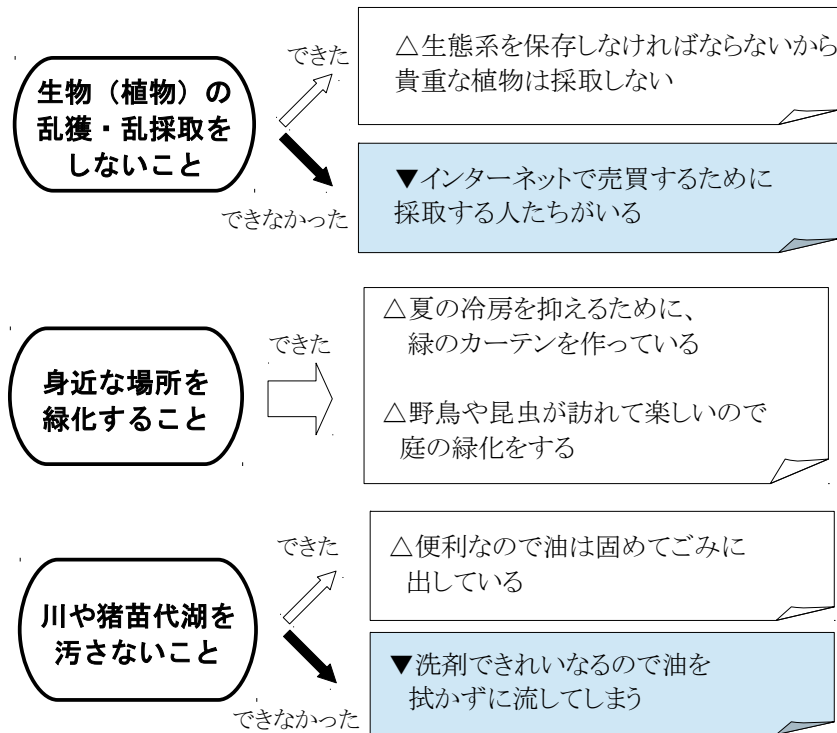 生物（植物）の
乱獲・乱採取を
しないこと
できた
△生態系を保存しなければならないから
貴重な植物は採取しない
できなかった
▼インターネットで売買するために
採取する人たちがいる
身近な場所を
緑化すること
できた
△夏の冷房を抑えるために、
緑のカーテンを作っている
△野鳥や昆虫が訪れて楽しいので
庭の緑化をする
川や猪苗代湖を
汚さないこと
できた
△便利なので油は固めてごみに
出している
できなかった
▼洗剤できれいなるので油を
拭かずに流してしまう